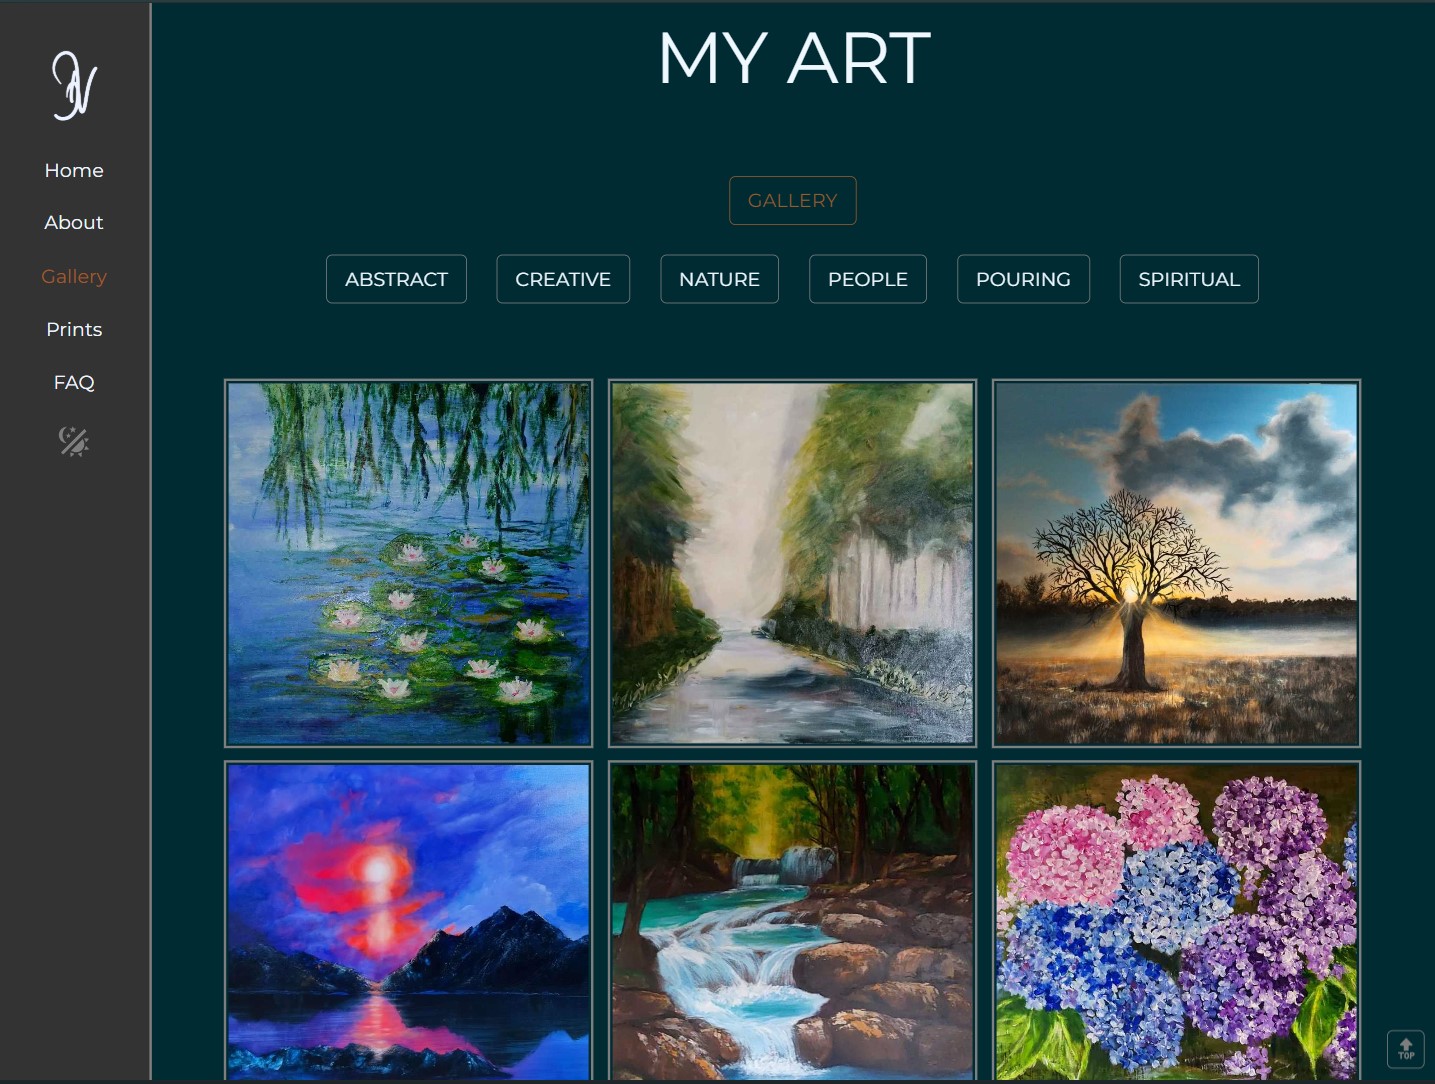 MY ART
Home
About
Gallery
Prints
FAQ
GALLERY
ABSTRACT
CREATIVE
NATURE
PEOPLE
POURING
SPIRITUAL
TOP